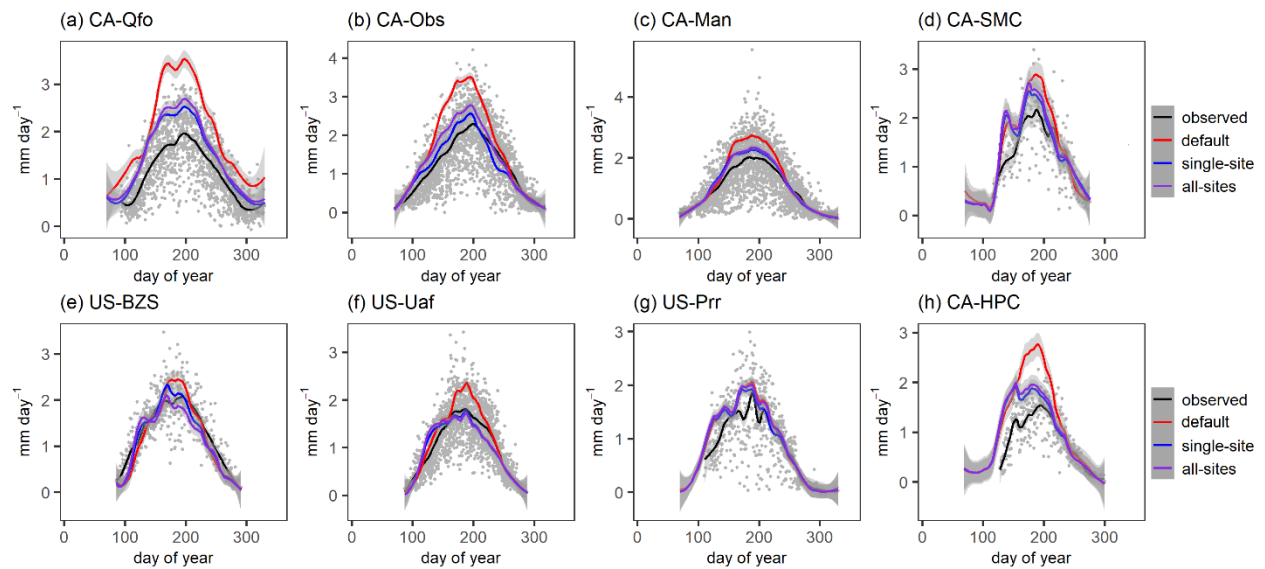 (a) CA-Qfo
(b) CA-Obs
(c) CA-Man
(d) CA-SMC
mm day⁻¹
0 1 2 3
0 100 200 300
day of year
mm day⁻¹
0 1 2 3 4
0 100 200 300
day of year
mm day⁻¹
0 2 4
0 100 200 300
day of year
mm day⁻¹
0 1 2 3
0 100 200 300
day of year
observed
default
single-site
all-sites
(e) US-BZS
(f) US-Uaf
(g) US-Prr
(h) CA-HPC
mm day⁻¹
0 1 2 3
0 100 200 300
day of year
mm day⁻¹
0 1 2 3
0 100 200 300
day of year
mm day⁻¹
0 1 2 3
0 100 200 300
day of year
mm day⁻¹
0 1 2 3
0 100 200 300
day of year
observed
default
single-site
all-sites